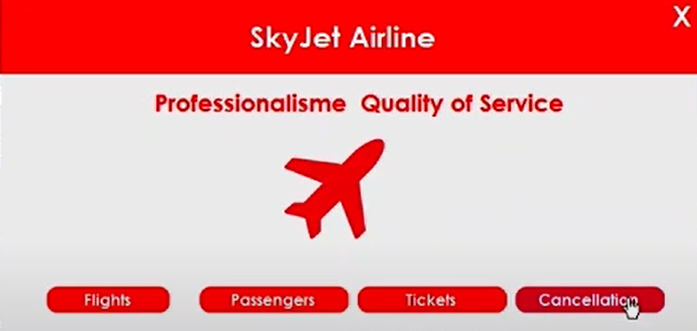 X
SkyJet Airline
Professionalisme Quality of Service
Flights Passengers Tickets Cancellation